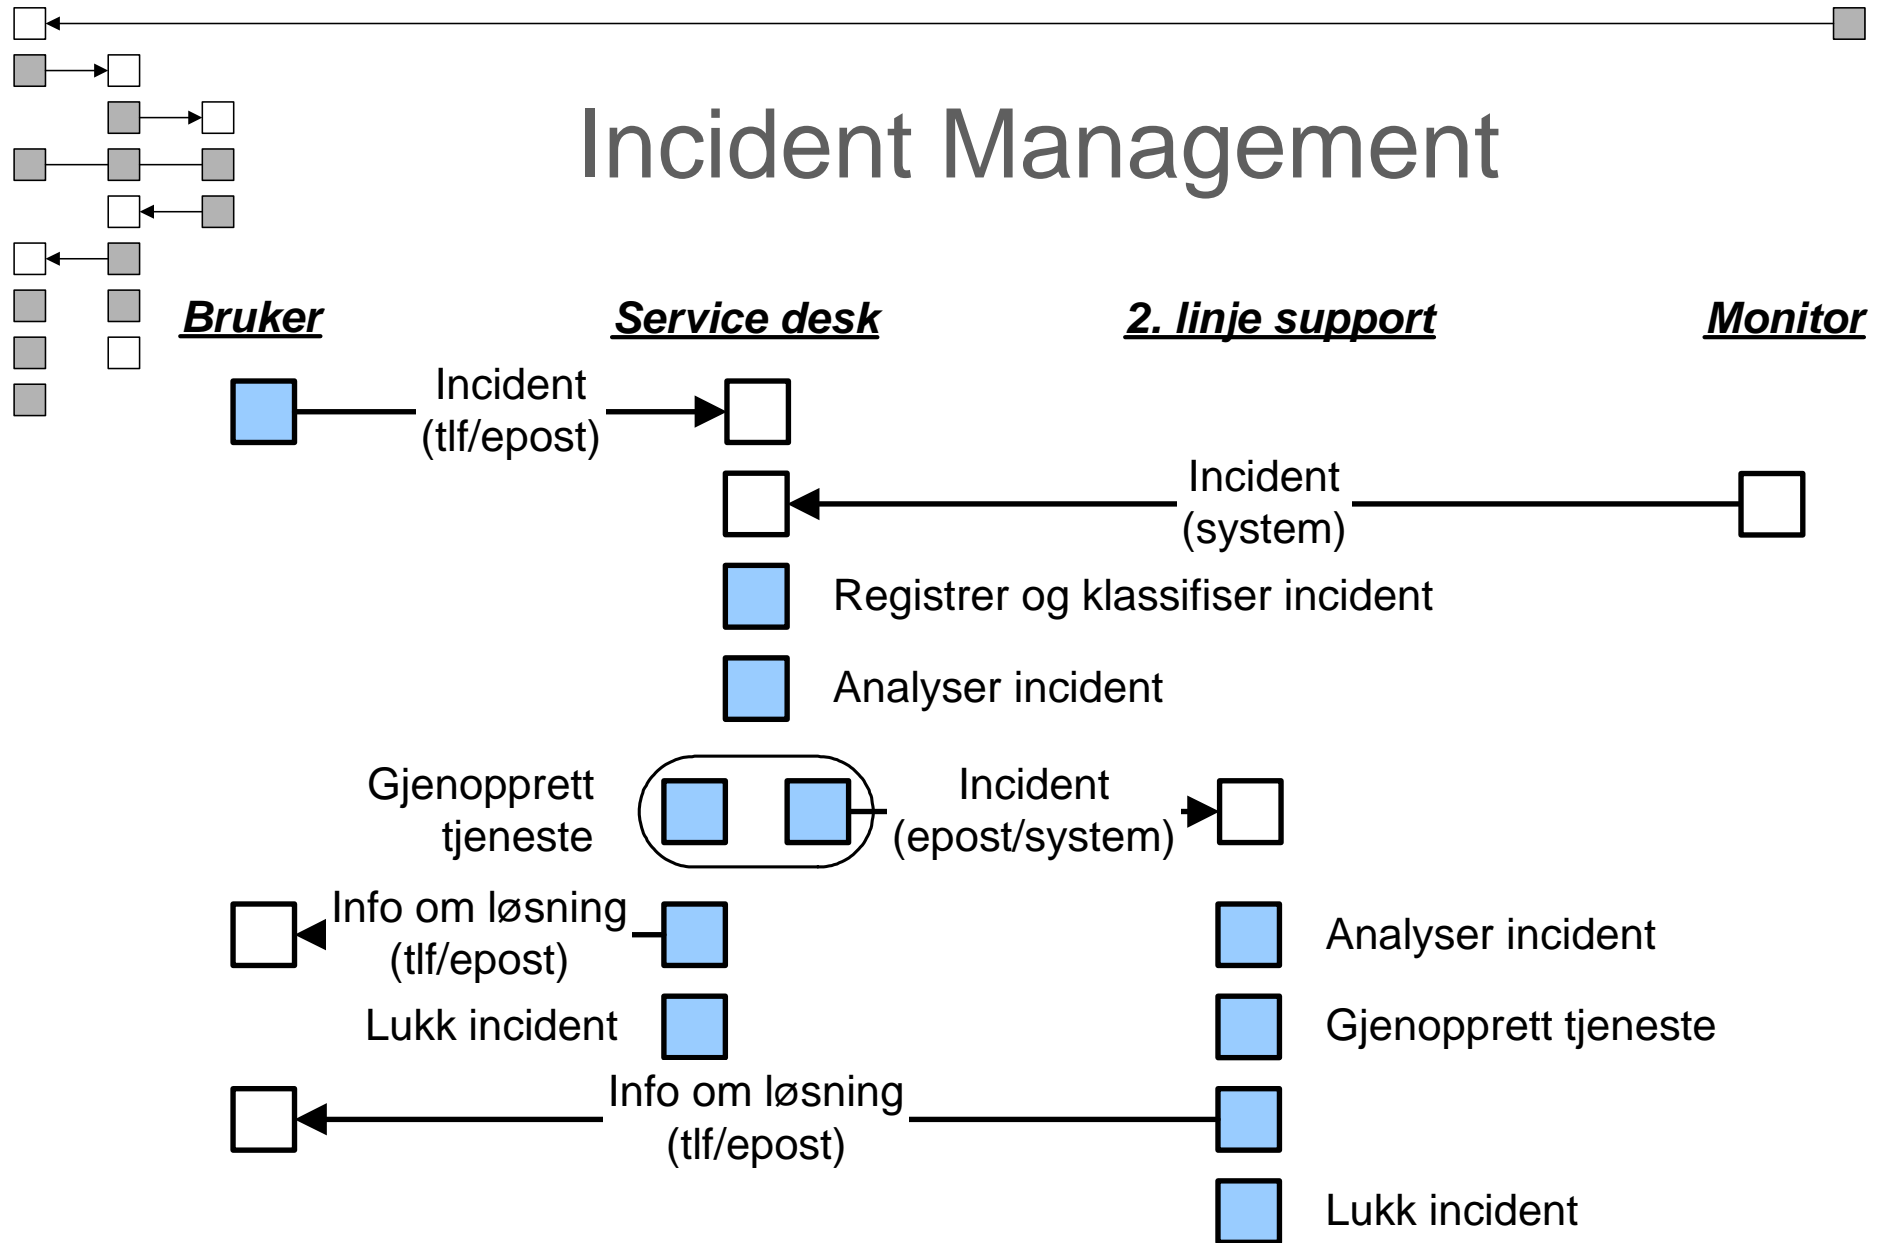 Incident Management
Bruker Service desk 2. linje support Monitor
Incident
(tlf/epost)
Incident
(system)
Registrer og klassifiser incident
Analyser incident
Gjenopprett
tjeneste
Incident
(epost/system)
Info om løsning
(tlf/epost)
Analyser incident
Lukk incident
Gjenopprett tjeneste
Info om løsning
(tlf/epost)
Lukk incident